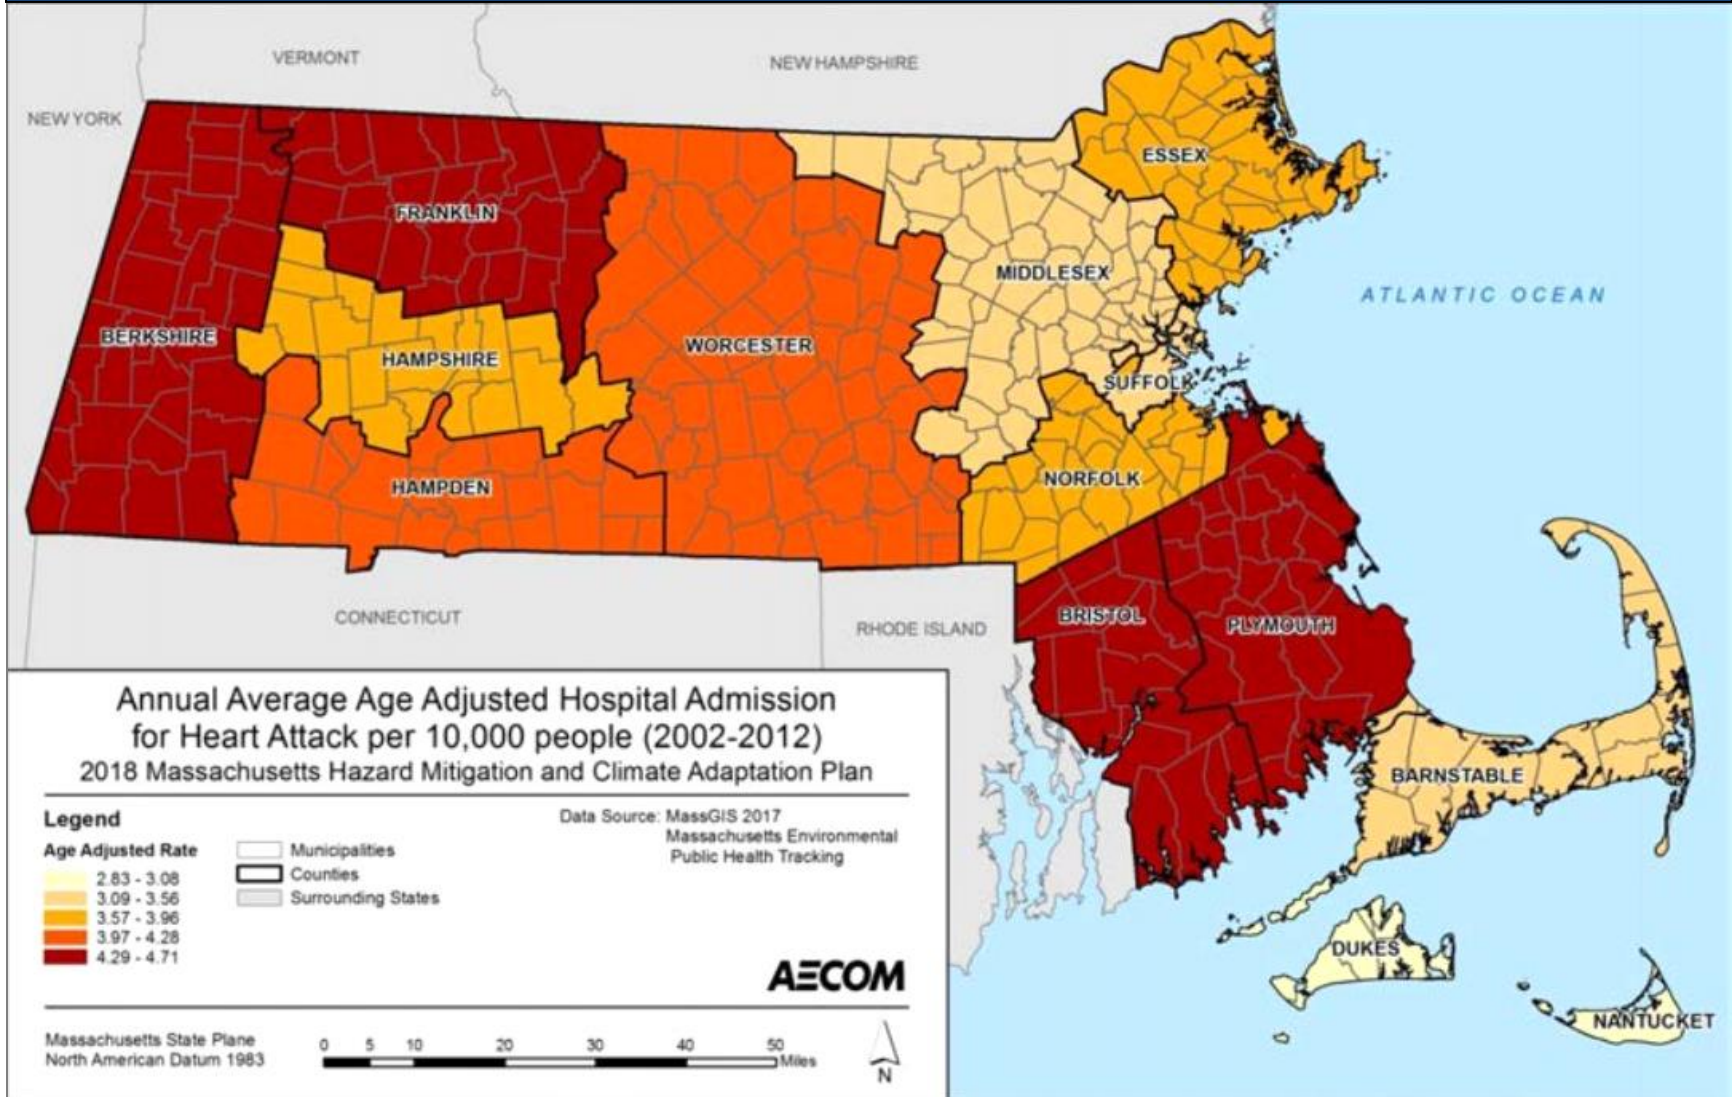 VERMONT
NEW HAMPSHIRE
NEW YORK
ESSEX
FRANKLIN
MIDDLESEX
ATLANTIC OCEAN
BERKSHIRE
WORCESTER
HAMPSHIRE
SUFFOLK
NORFOLK
HAMPDEN
CONNECTICUT
RHODE ISLAND
BRISTOL
PLYMOUTH
BARNSTABLE
DUKES
NANTUCKET
Annual Average Age Adjusted Hospital Admission
for Heart Attack per 10,000 people (2002-2012)
2018 Massachusetts Hazard Mitigation and Climate Adaptation Plan
Legend
Age Adjusted Rate
2.83 - 3.08
3.09 - 3.56
3.57 - 3.96
3.97 - 4.28
4.29 - 4.71
Municipalities
Counties
Surrounding States
Data Source: MassGIS 2017
Massachusetts Environmental
Public Health Tracking
AECOM
Massachusetts State Plane
North American Datum 1983
0 5 10 20 30 40 50
Miles
N